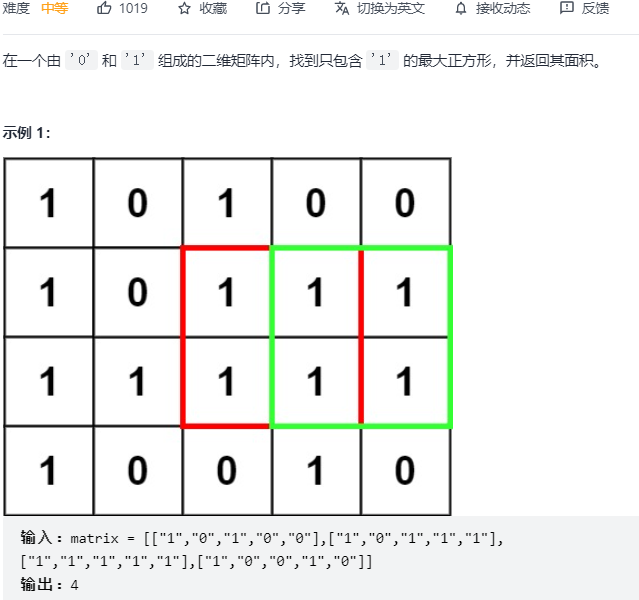 难度 中等 1019 收藏 分享 切换为英文 接收动态 反馈
在一个由 '0' 和 '1' 组成的二维矩阵内，找到只包含 '1' 的最大正方形，并返回其面积。
示例 1：
1 0 1 0 0
1 0 1 1 1
1 1 1 1 1
1 0 0 1 0
输入：matrix = [["1","0","1","0","0"],["1","0","1","1","1"],
["1","1","1","1","1"],["1","0","0","1","0"]]
输出：4